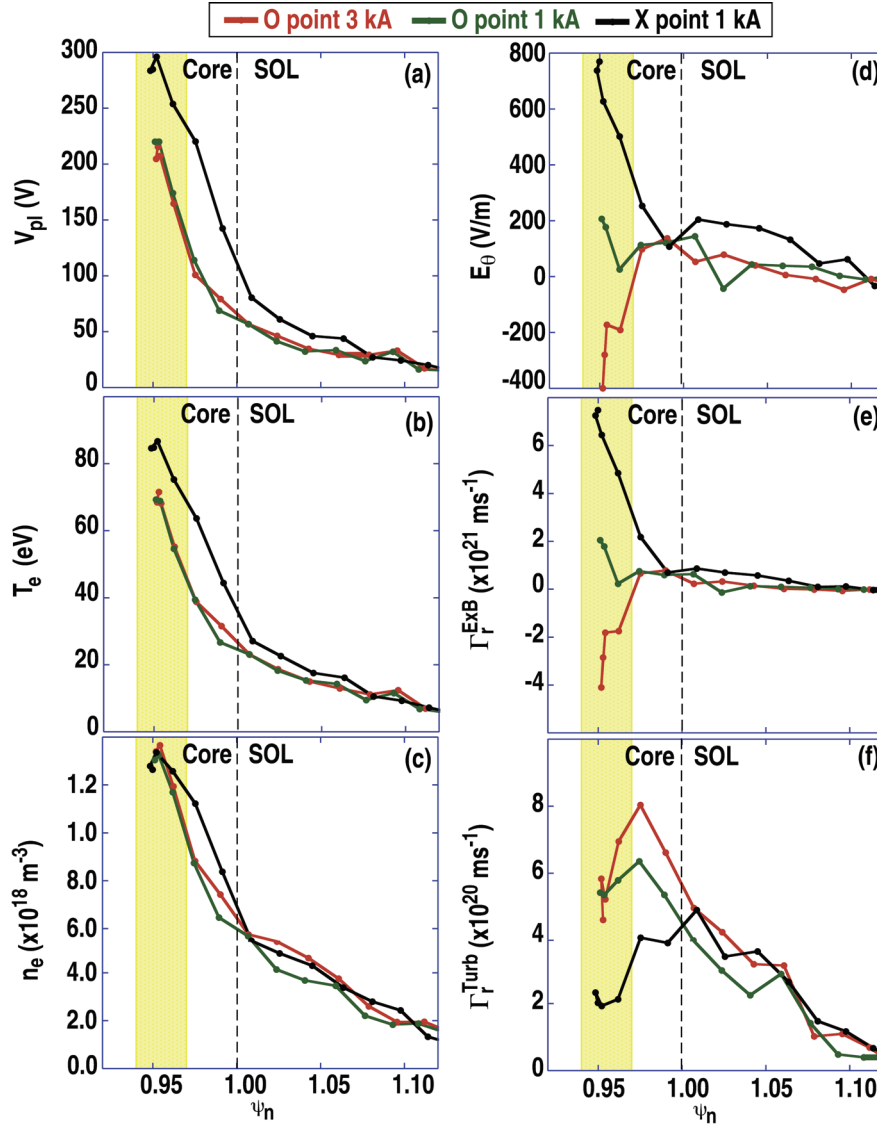 O point 3 kA O point 1 kA X point 1 kA
300
250
200
150
100
50
0
V_pl (V)
Core SOL
(a)
800
600
400
200
0
-200
-400
E_θ (V/m)
Core SOL
(d)
80
60
40
20
0
T_e (eV)
Core SOL
(b)
6
4
2
0
-2
-4
Γ_r^ExB (x10^21 ms^-1)
Core SOL
(e)
1.2
1.0
8.0
6.0
4.0
2.0
0.0
n_e (x10^18 m^-3)
Core SOL
(c)
0.95 1.00 1.05 1.10
ψ_n
8
6
4
2
0
Γ_r^Turb (x10^20 ms^-1)
Core SOL
(f)
0.95 1.00 1.05 1.10
ψ_n